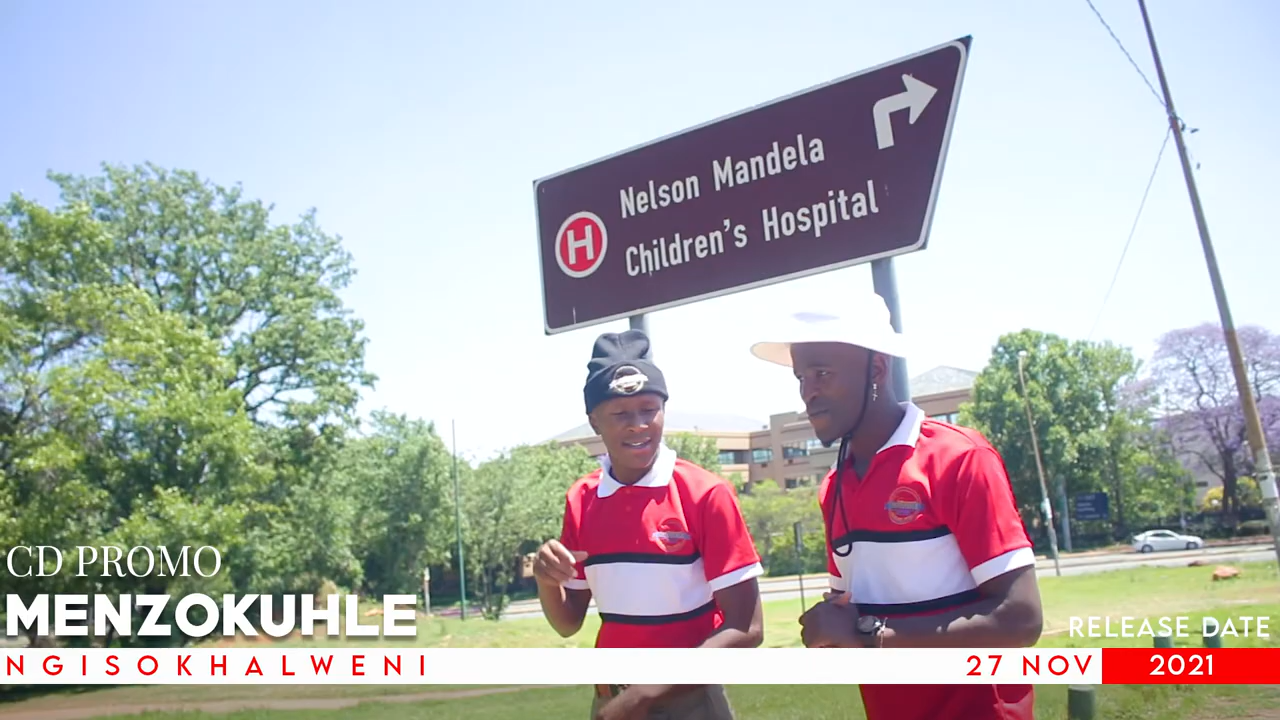 Nelson Mandela
H
Children's Hospital
CD PROMO
MENZOKUHLE
RELEASE DATE
NGISOKHALWENI
27 NOV 2021